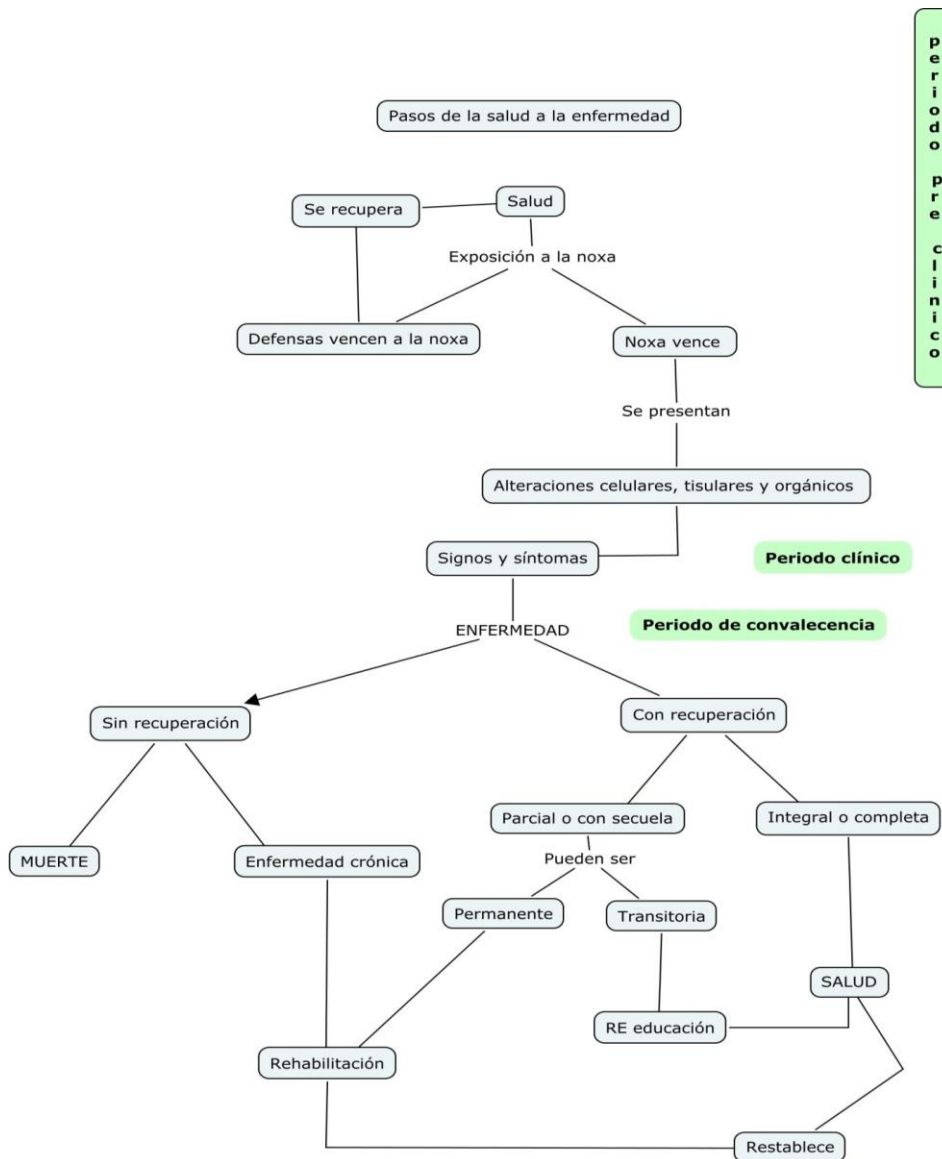 periodo pre clinico
Pasos de la salud a la enfermedad
Se recupera
Salud
Exposición a la noxa
Defensas vencen a la noxa
Noxa vence
Se presentan
Alteraciones celulares, tisulares y orgánicos
Signos y síntomas
Periodo clínico
ENFERMEDAD
Periodo de convalecencia
Sin recuperación
Con recuperación
Parcial o con secuela
Integral o completa
MUERTE
Enfermedad crónica
Pueden ser
Permanente
Transitoria
SALUD
RE educación
Rehabilitación
Restablece